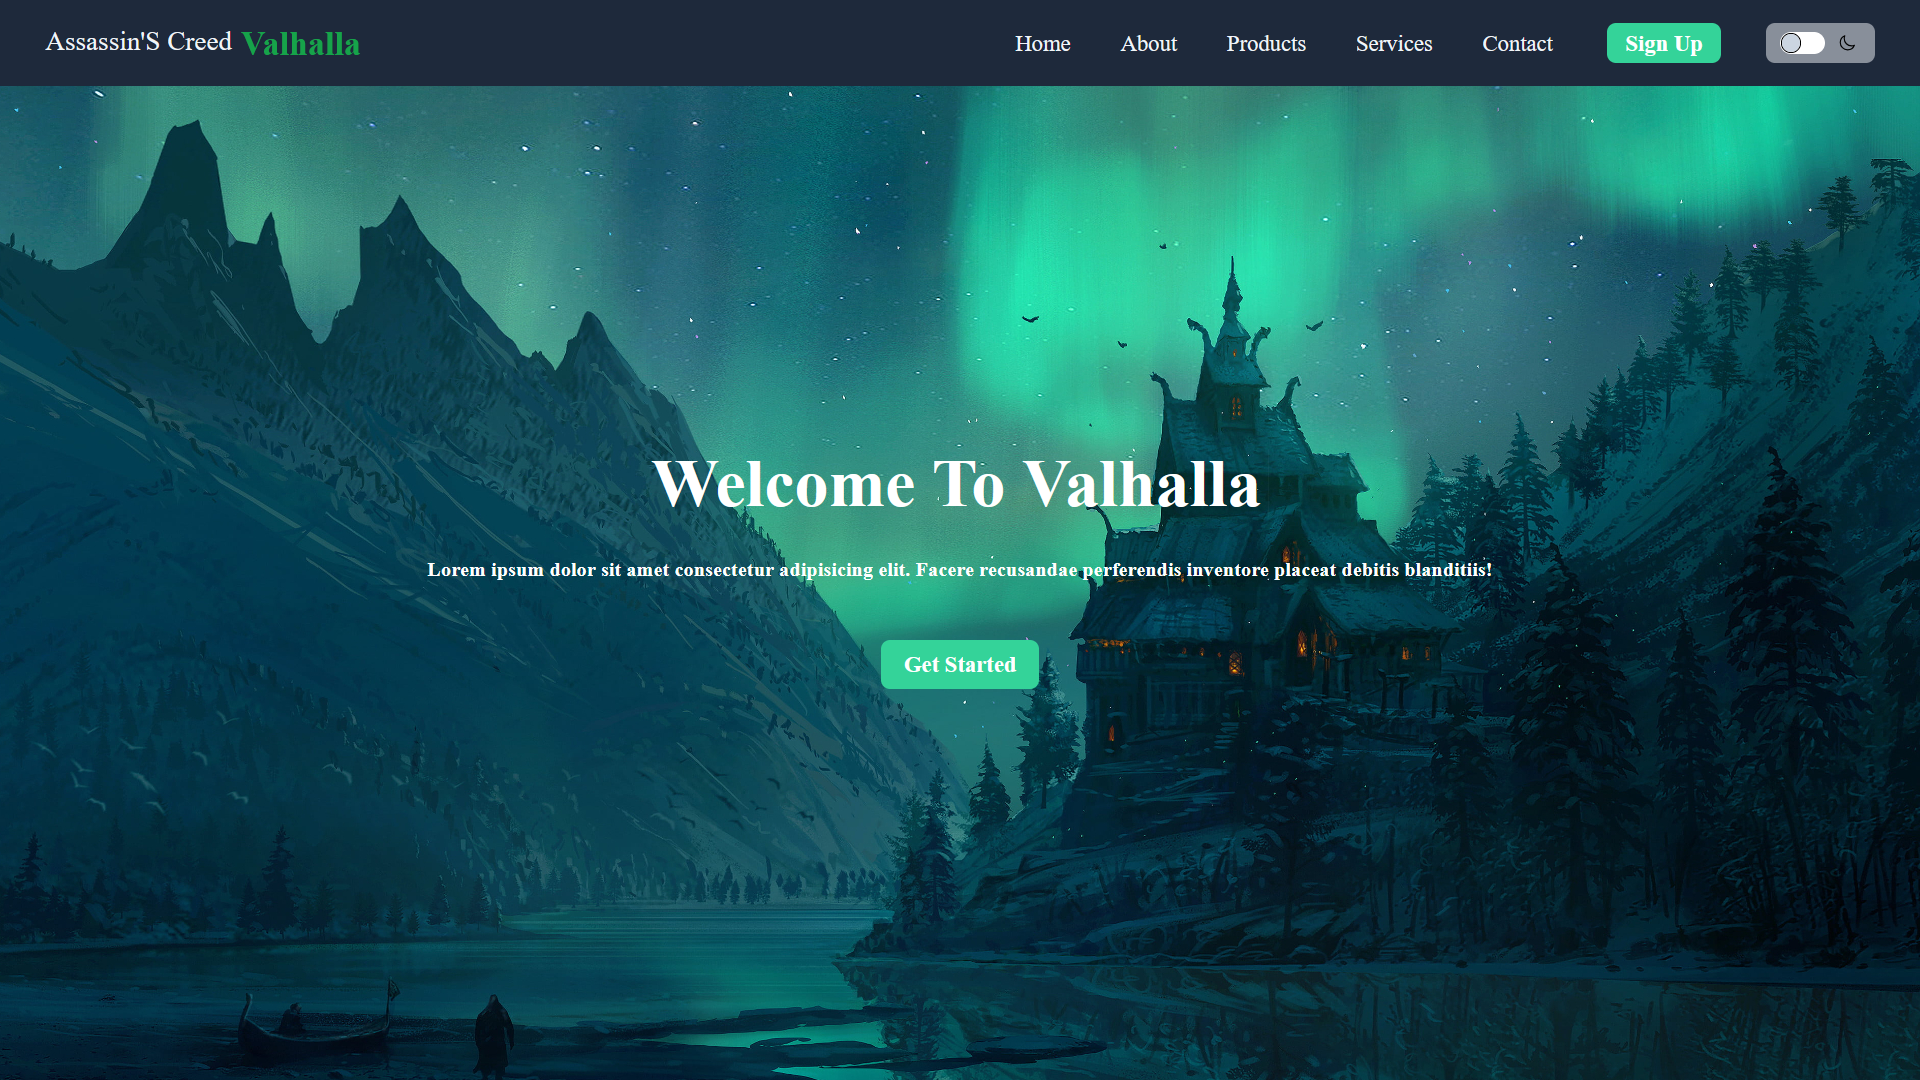 Assassin'S Creed Valhalla
Home About Products Services Contact Sign Up
Welcome To Valhalla
Lorem ipsum dolor sit amet consectetur adipisicing elit. Facere recusandae perferendis inventore placeat debitis blanditiis!
Get Started